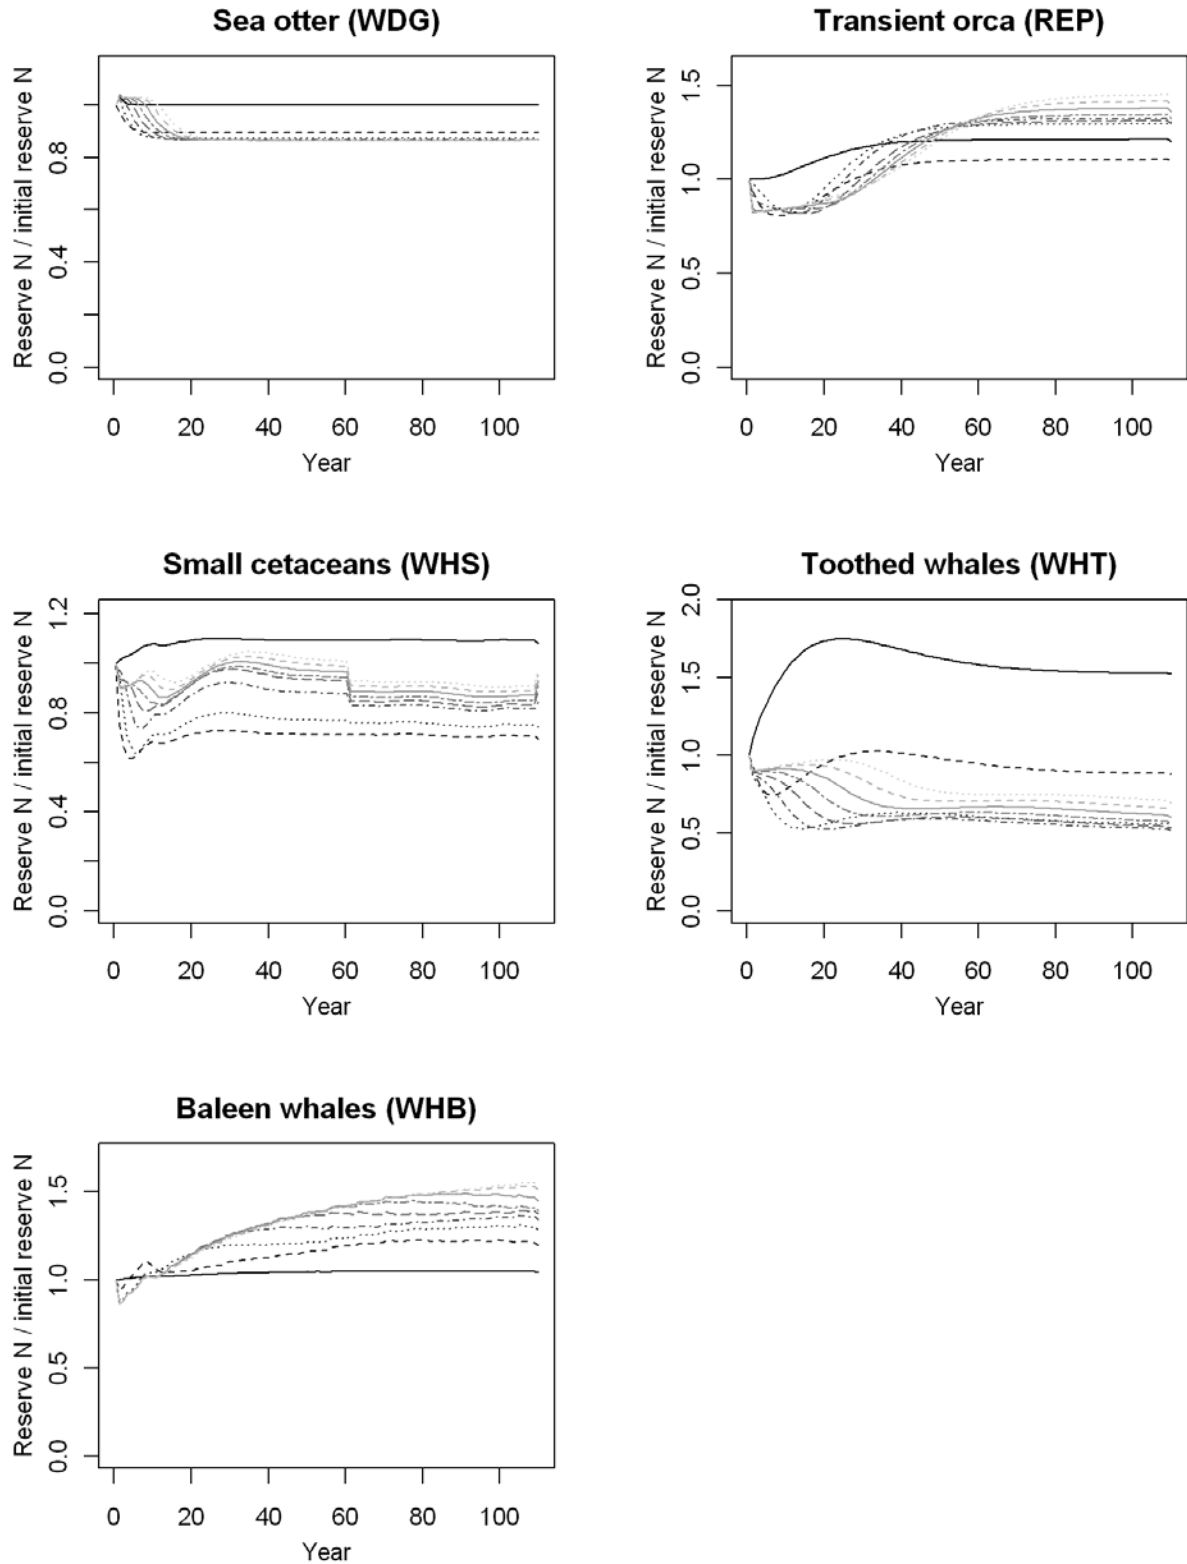 Sea otter (WDG)
Reserve N / initial reserve N
0.0 0.4 0.8
0 20 40 60 80 100
Year
Transient orca (REP)
Reserve N / initial reserve N
0.0 0.5 1.0 1.5
0 20 40 60 80 100
Year
Small cetaceans (WHS)
Reserve N / initial reserve N
0.0 0.4 0.8 1.2
0 20 40 60 80 100
Year
Toothed whales (WHT)
Reserve N / initial reserve N
0.0 0.5 1.0 1.5 2.0
0 20 40 60 80 100
Year
Baleen whales (WHB)
Reserve N / initial reserve N
0.0 0.5 1.0 1.5
0 20 40 60 80 100
Year